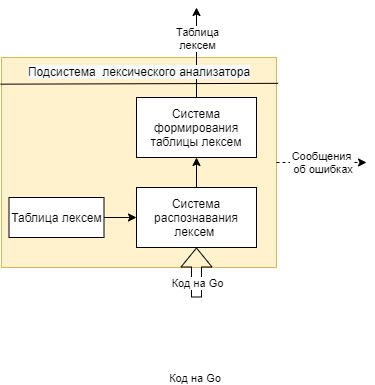 Таблица
лексем
Подсистема лексического анализатора
Система
формирования
таблицы лексем
Сообщения
об ошибках
Таблица лексем
Система
распознавания
лексем
Код на Go
Код на Go